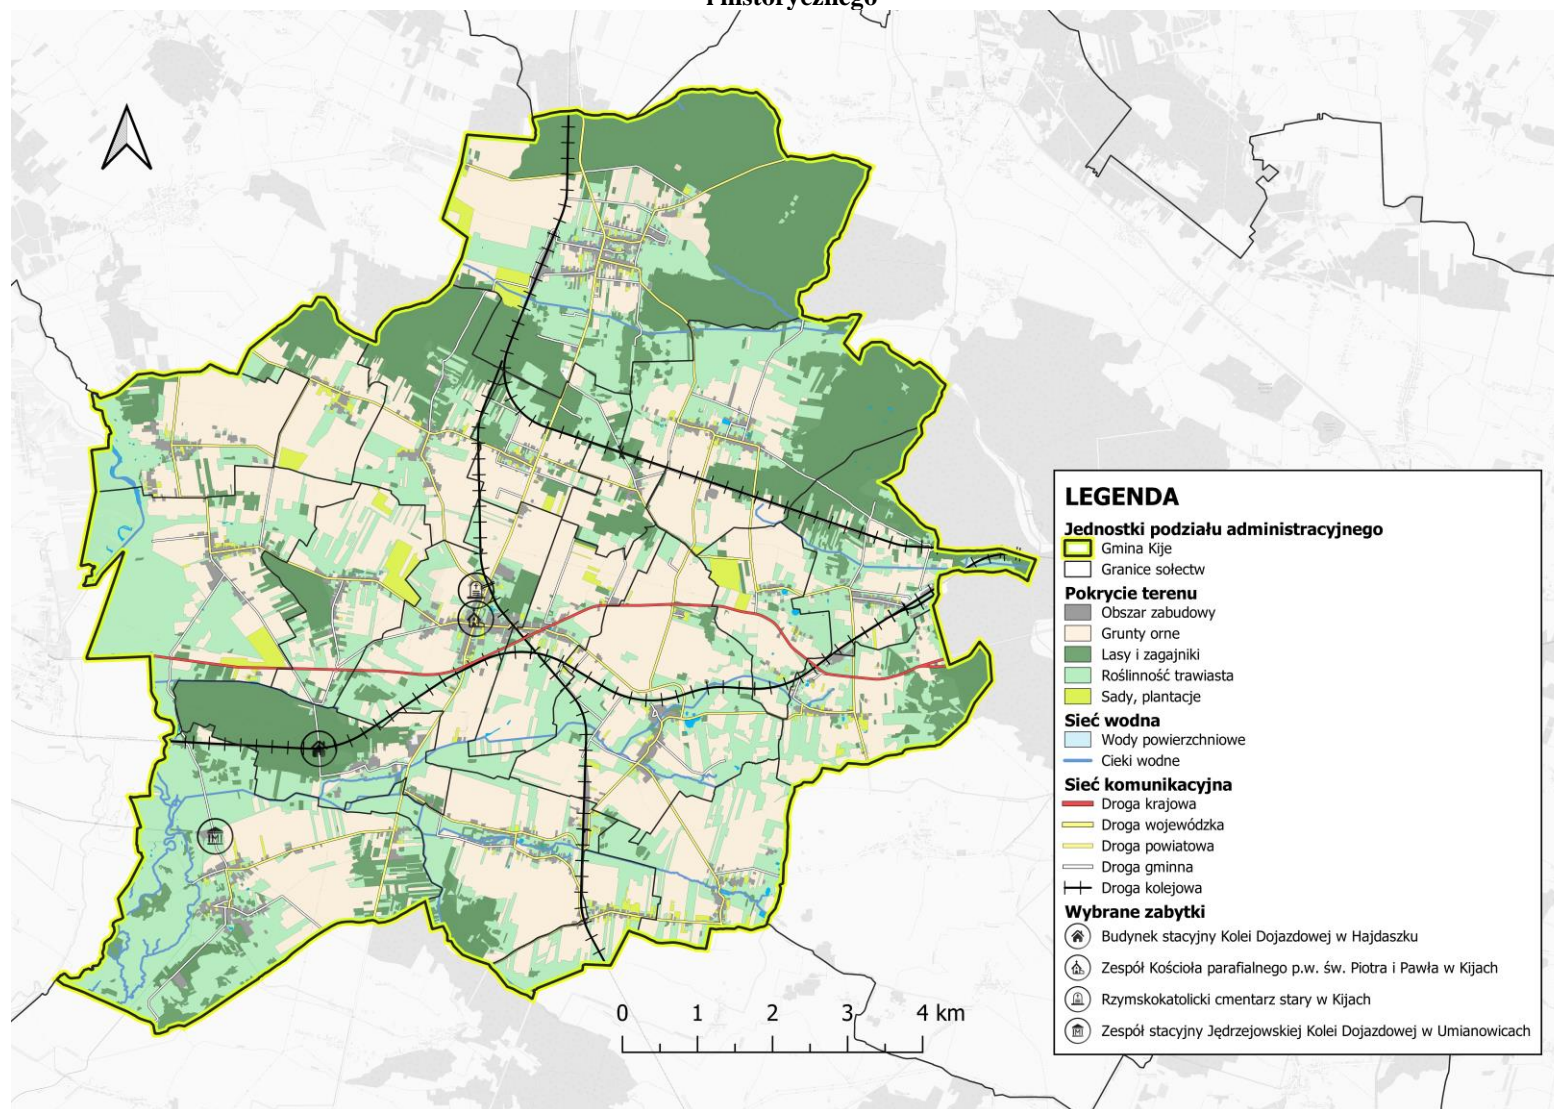 i historycznego
LEGENDA
Jednostki podziału administracyjnego
Gmina Kije
Granice sołectw
Pokrycie terenu
Obszar zabudowy
Grunty orne
Lasy i zagajniki
Roślinność trawiasta
Sady, plantacje
Sieć wodna
Wody powierzchniowe
Cieki wodne
Sieć komunikacyjna
Droga krajowa
Droga wojewódzka
Droga powiatowa
Droga gminna
Droga kolejowa
Wybrane zabytki
Budynek stacyjny Kolei Dojazdowej w Hajdaszku
Zespół Kościoła parafialnego p.w. św. Piotra i Pawła w Kijach
Rzymskokatolicki cmentarz stary w Kijach
Zespół stacyjny Jędrzejowskiej Kolei Dojazdowej w Umianowicach
0 1 2 3 4 km